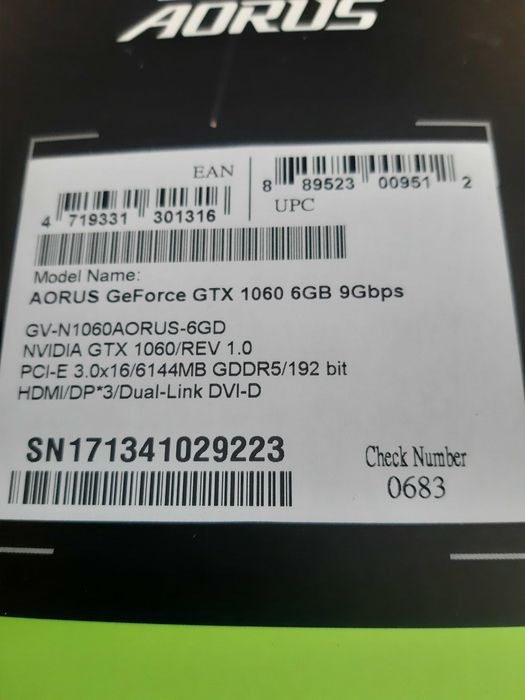 AORUS
EAN
4 719331 301316
8 89523 00951 2
UPC
Model Name:
AORUS GeForce GTX 1060 6GB 9Gbps
GV-N1060AORUS-6GD
NVIDIA GTX 1060/REV 1.0
PCI-E 3.0x16/6144MB GDDR5/192 bit
HDMI/DP*3/Dual-Link DVI-D
SN171341029223
Check Number
0683